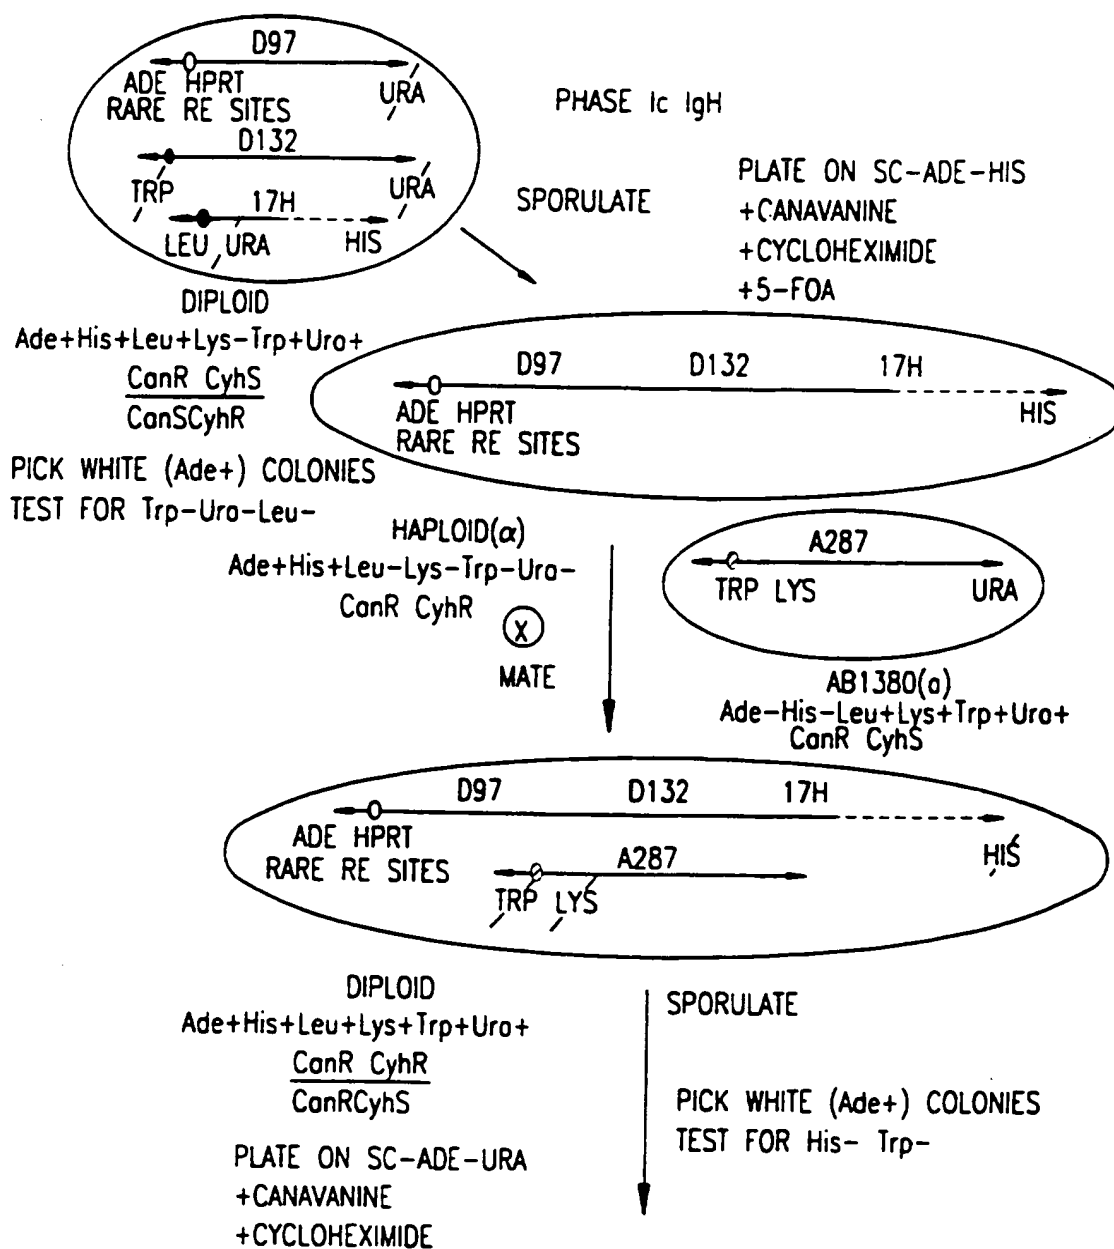 D97
ADE HPRT
RARE RE SITES
URA
D132
TRP
URA
17H
LEU URA
HIS
DIPLOID
Ade+His+Leu+Lys-Trp+Ura+
CanR CyhS
CanSCyhR
PICK WHITE (Ade+) COLONIES
TEST FOR Trp-Ura-Leu-
PHASE Ic IgH
SPORULATE
PLATE ON SC-ADE-HIS
+CANAVANINE
+CYCLOHEXIMIDE
+5-FOA
D97 D132 17H
ADE HPRT
RARE RE SITES
HIS
HAPLOID(α)
Ade+His+Leu-Lys-Trp-Ura-
CanR CyhR
X
MATE
A287
TRP LYS
URA
AB1380(a)
Ade-His-Leu+Lys+Trp+Ura+
CanR CyhS
D97 D132 17H
ADE HPRT
RARE RE SITES
HIS
A287
TRP LYS
DIPLOID
Ade+His+Leu+Lys+Trp+Ura+
CanR CyhR
CanRCyhS
PLATE ON SC-ADE-URA
+CANAVANINE
+CYCLOHEXIMIDE
SPORULATE
PICK WHITE (Ade+) COLONIES
TEST FOR His- Trp-